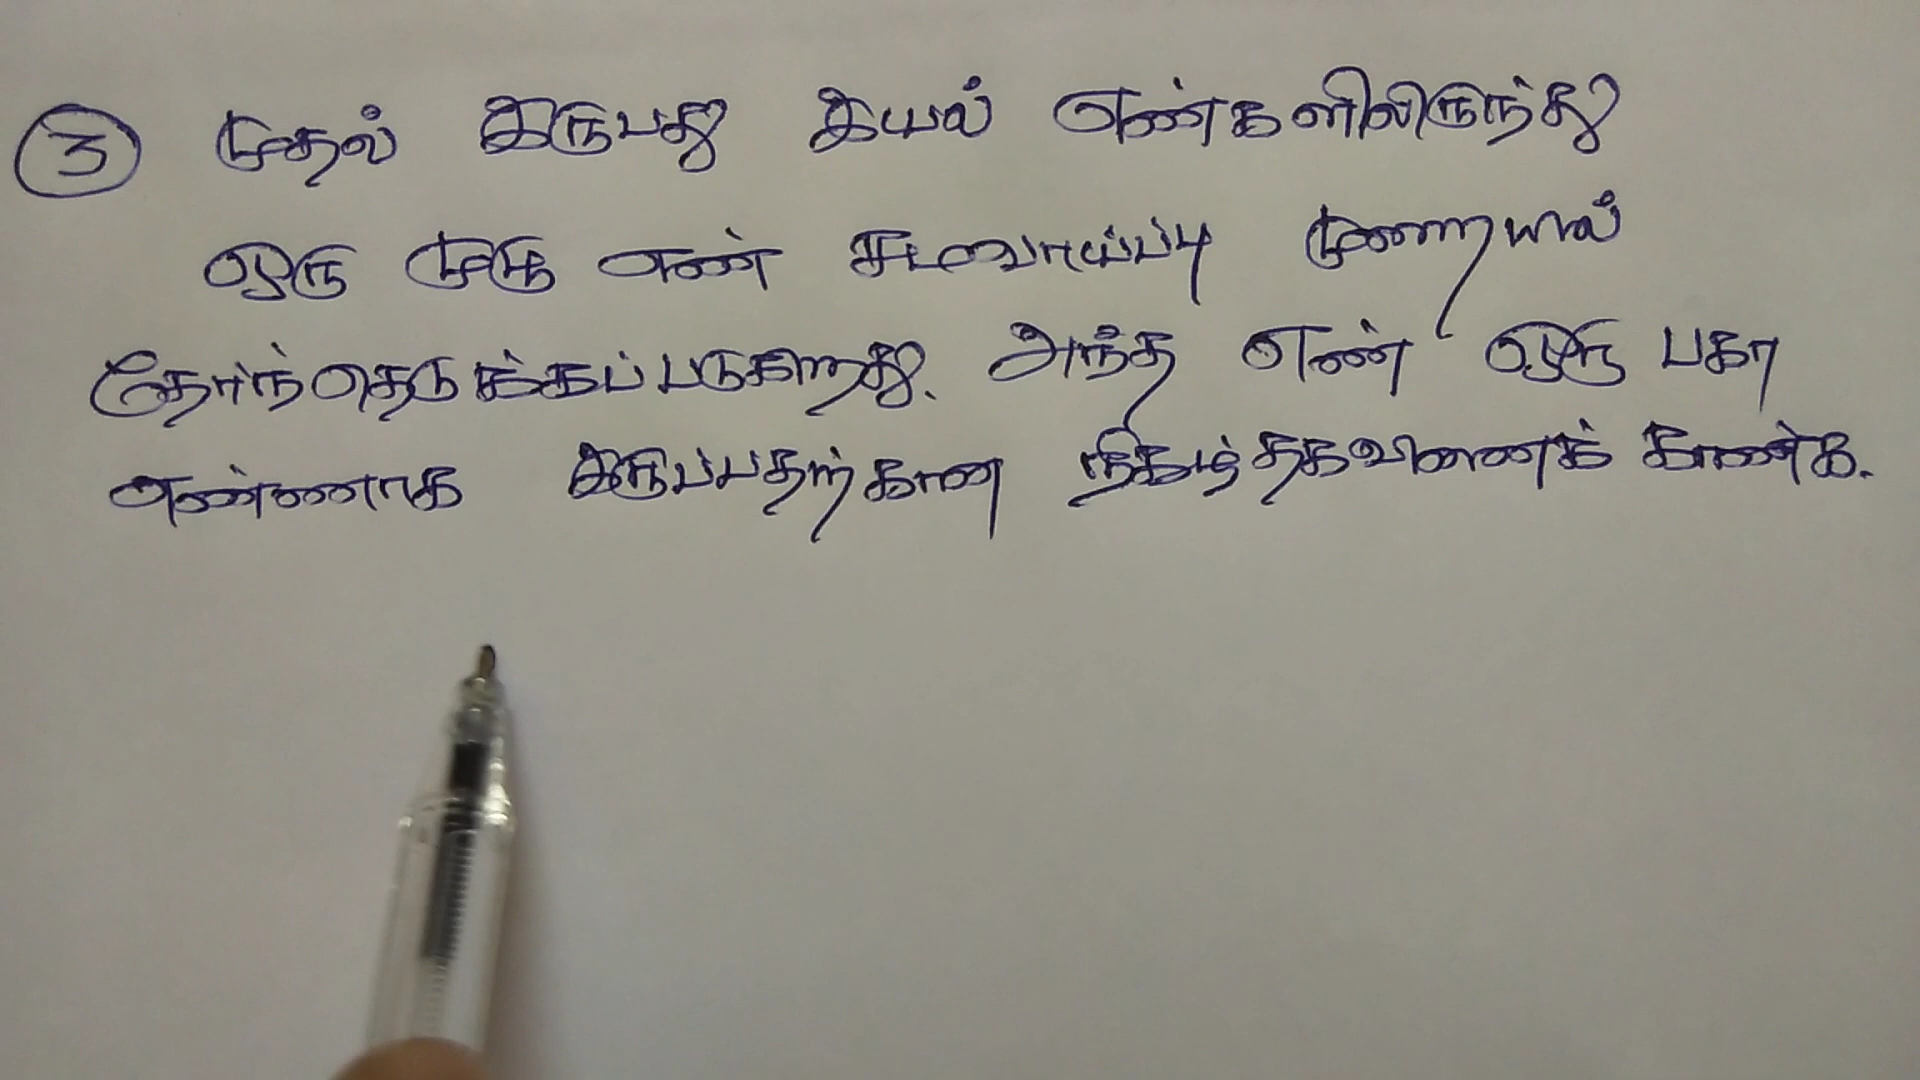 3 முதல் இருபது இயல் எண்களிலிருந்து
ஒரு முழு எண் சமவாய்ப்பு முறையில்
தேர்ந்தெடுக்கப்படுகிறது. அந்த எண் ஒரு பகா
எண்ணாக இருப்பதற்கான நிகழ்தகவினைக் காண்க.